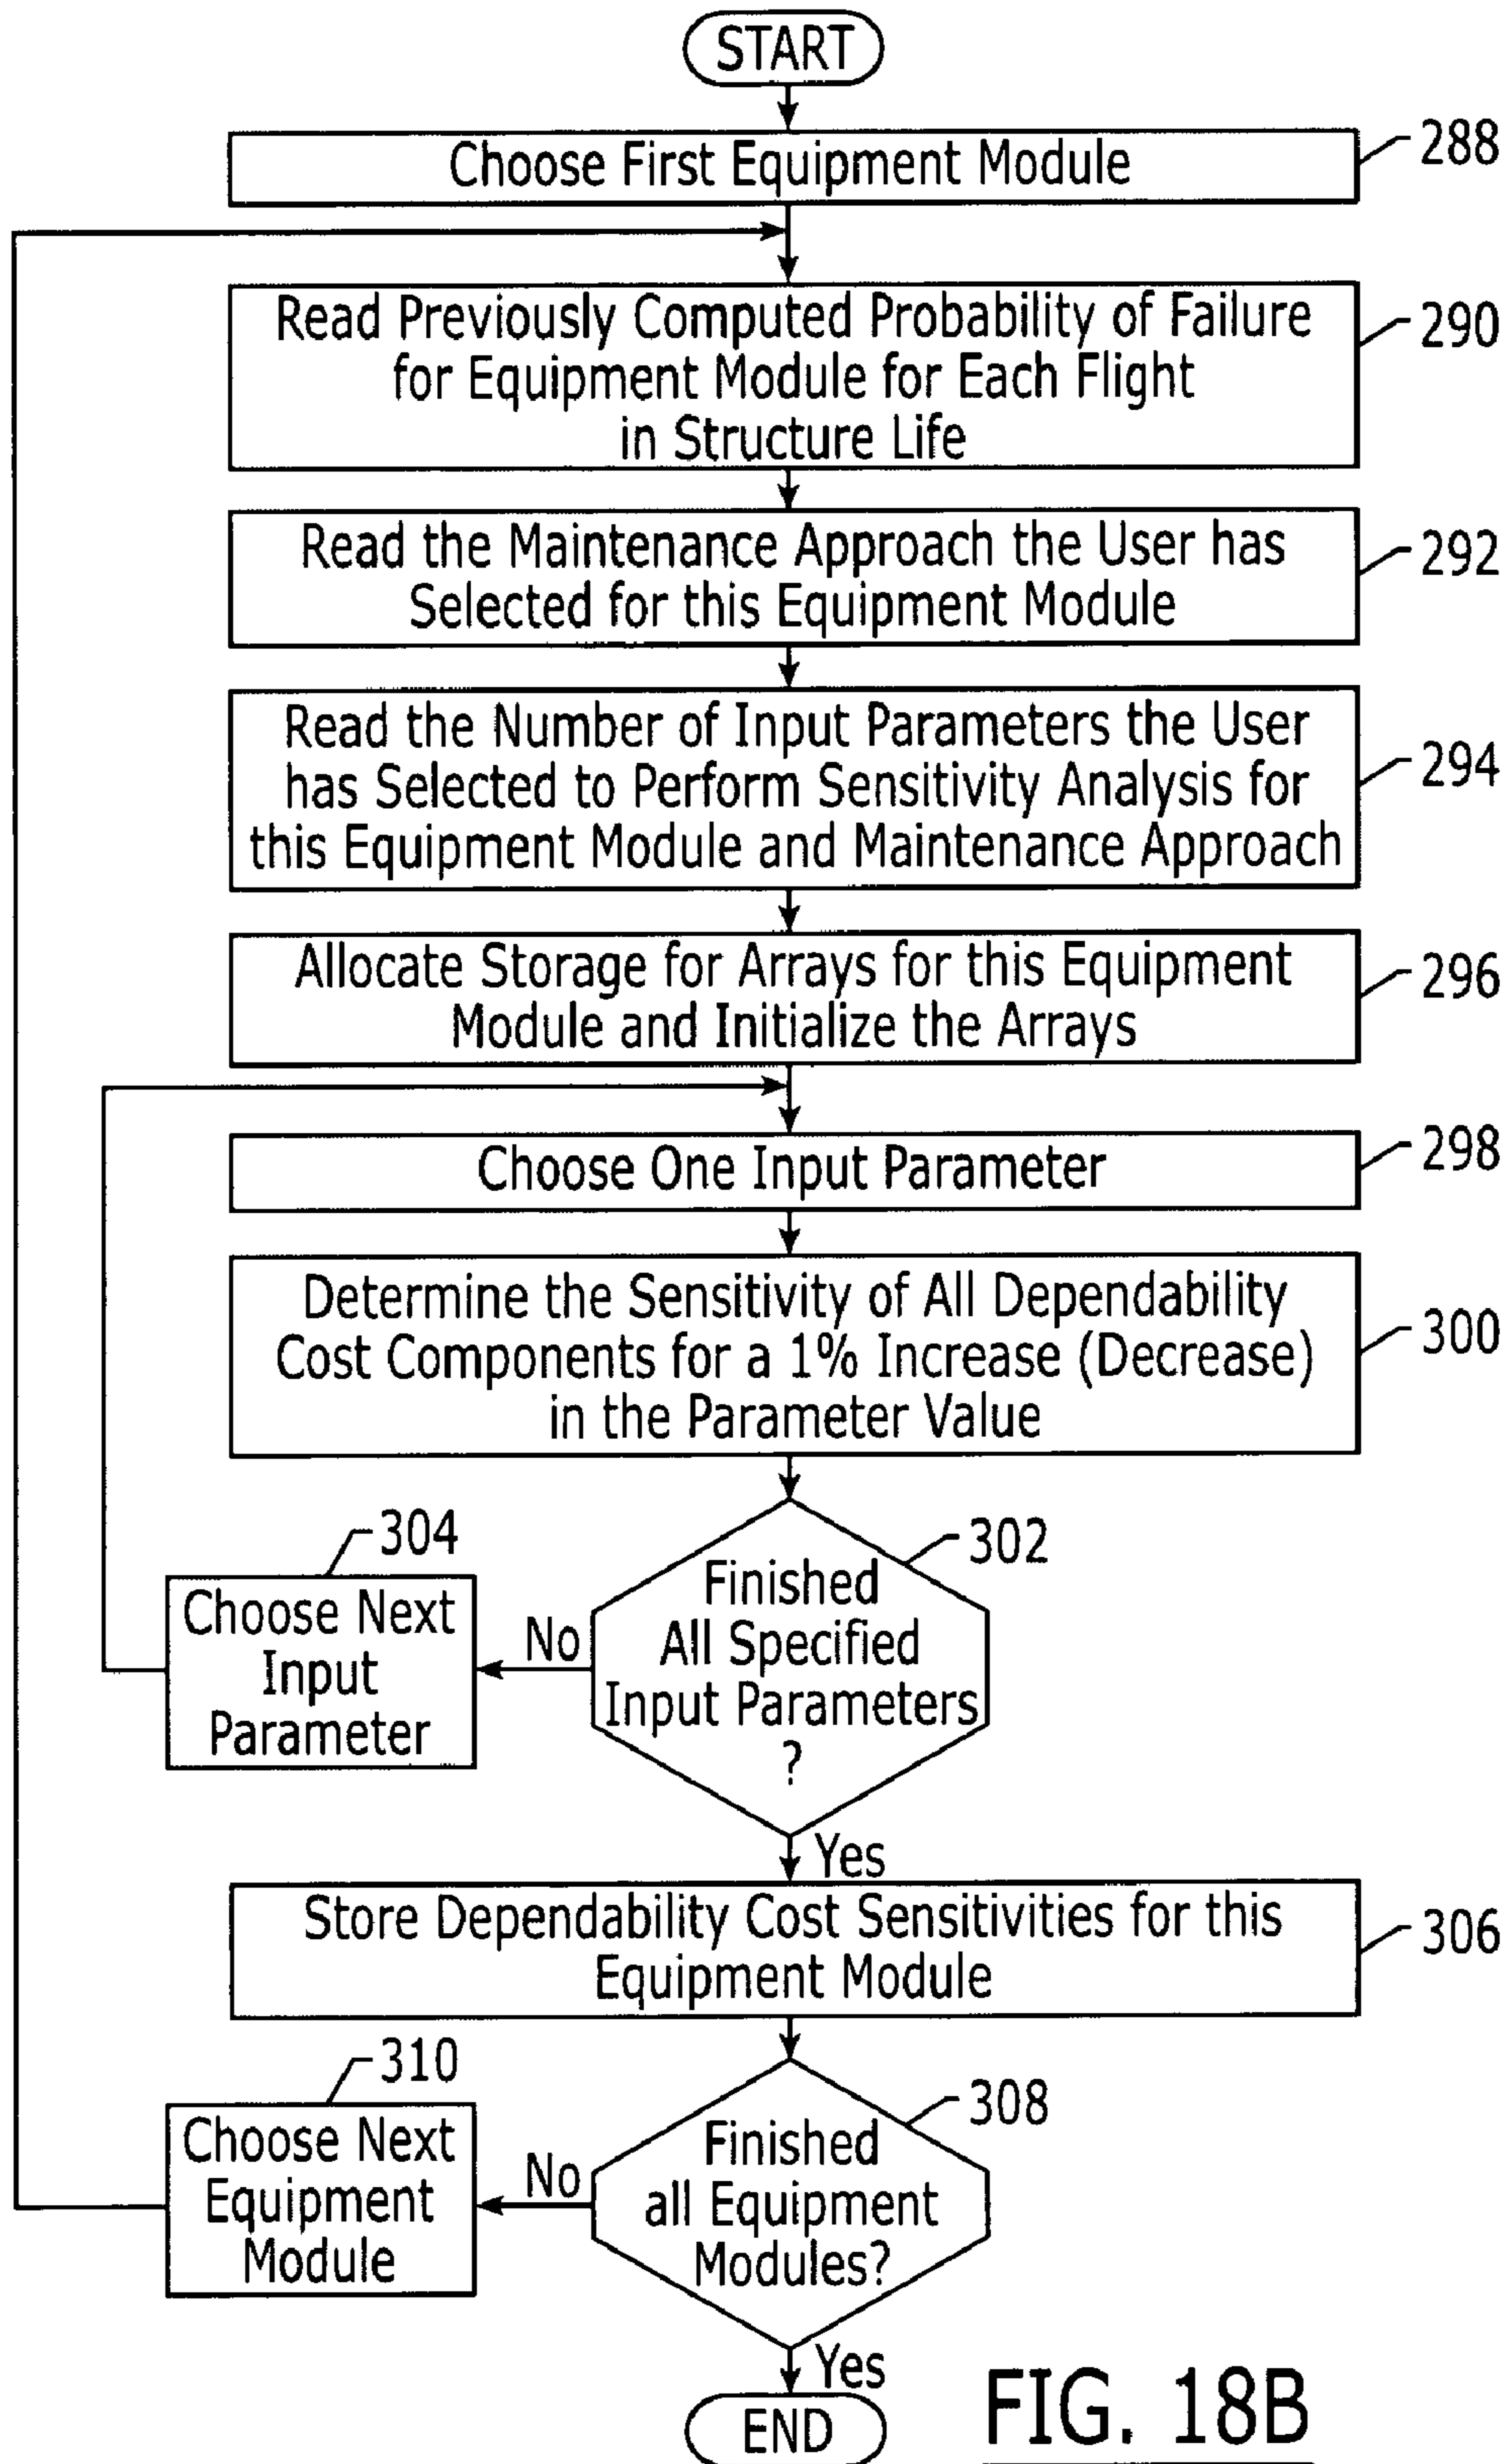 START
Choose First Equipment Module
288
Read Previously Computed Probability of Failure
for Equipment Module for Each Flight
in Structure Life
290
Read the Maintenance Approach the User has
Selected for this Equipment Module
292
Read the Number of Input Parameters the User
has Selected to Perform Sensitivity Analysis for
this Equipment Module and Maintenance Approach
294
Allocate Storage for Arrays for this Equipment
Module and Initialize the Arrays
296
Choose One Input Parameter
298
Determine the Sensitivity of All Dependability
Cost Components for a 1% Increase (Decrease)
in the Parameter Value
300
Finished
All Specified
Input Parameters
?
302
No
304
Choose Next
Input
Parameter
Yes
Store Dependability Cost Sensitivities for this
Equipment Module
306
Finished
all Equipment
Modules?
308
No
310
Choose Next
Equipment
Module
Yes
END
FIG. 18B